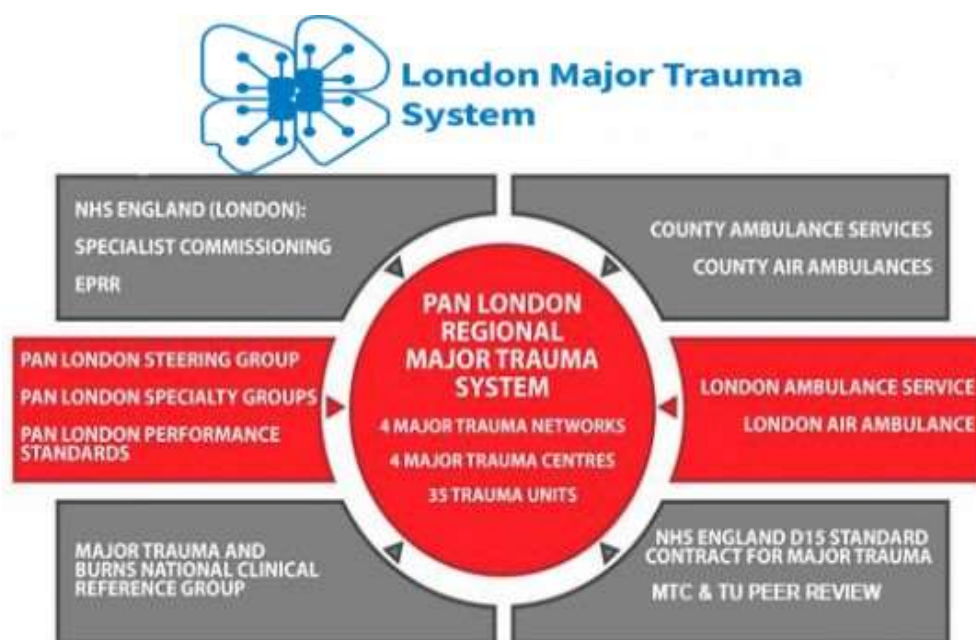 London Major Trauma
System
NHS ENGLAND (LONDON):
SPECIALIST COMMISSIONING
EPRR
COUNTY AMBULANCE SERVICES
COUNTY AIR AMBULANCES
PAN LONDON
REGIONAL
MAJOR TRAUMA
SYSTEM
4 MAJOR TRAUMA NETWORKS
4 MAJOR TRAUMA CENTRES
35 TRAUMA UNITS
PAN LONDON STEERING GROUP
PAN LONDON SPECIALTY GROUPS
PAN LONDON PERFORMANCE
STANDARDS
LONDON AMBULANCE SERVICE
LONDON AIR AMBULANCE
MAJOR TRAUMA AND
BURNS NATIONAL CLINICAL
REFERENCE GROUP
NHS ENGLAND D15 STANDARD
CONTRACT FOR MAJOR TRAUMA
MTC & TU PEER REVIEW